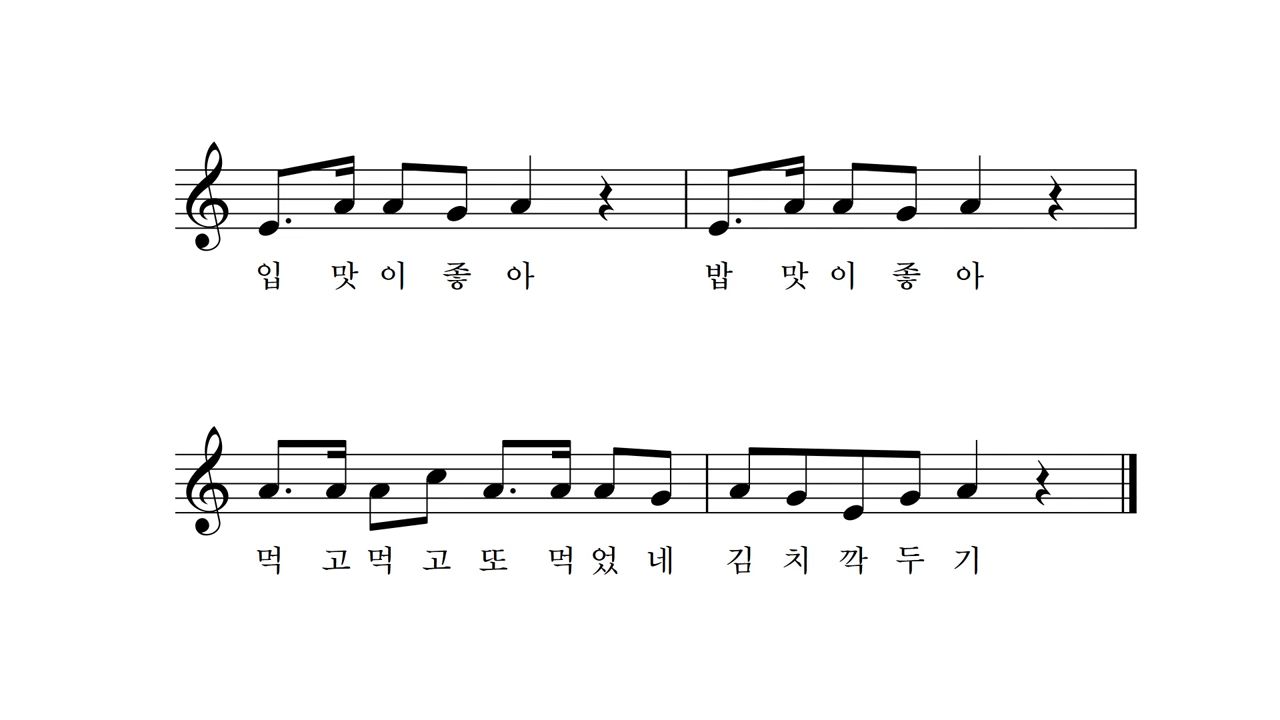 입 맛 이 좋 아 밥 맛 이 좋 아
먹 고 먹 고 또 먹 었 네 김 치 깍 두 기